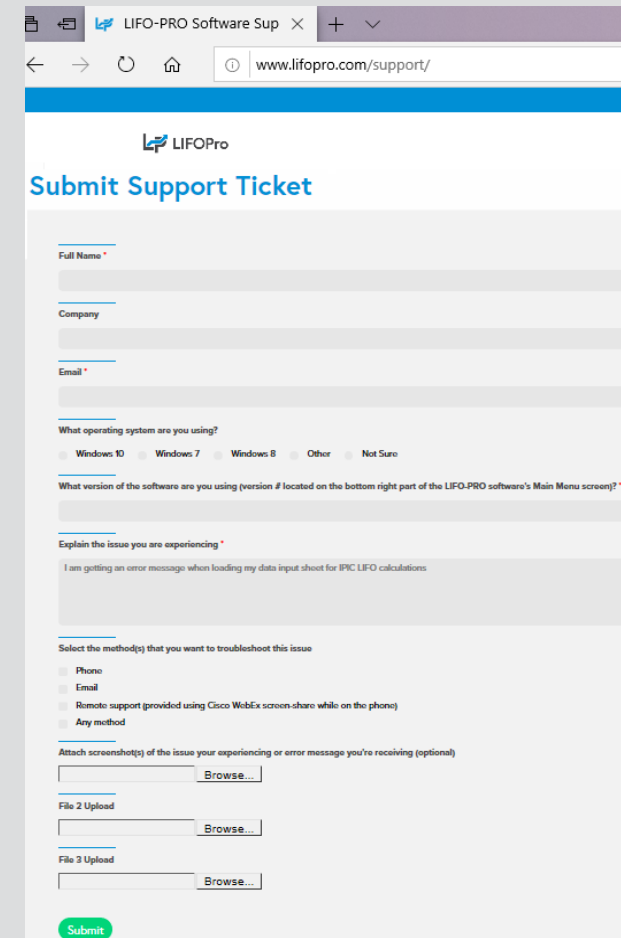 LIFO-PRO Software Sup
www.lifopro.com/support/
LIFOPro
Submit Support Ticket
Full Name *
Company
Email *
What operating system are you using?
Windows 10 Windows 7 Windows 8 Other Not Sure
What version of the software are you using (version # located on the bottom right part of the LIFO-PRO software's Main Menu screen)? *
Explain the issue you are experiencing *
I am getting an error message when loading my data input sheet for IPIC LIFO calculations
Select the method(s) that you want to troubleshoot this issue
Phone
Email
Remote support (provided using Cisco WebEx screen-share while on the phone)
Any method
Attach screenshot(s) of the issue your experiencing or error message you're receiving (optional)
Browse...
File 2 Upload
Browse...
File 3 Upload
Browse...
Submit